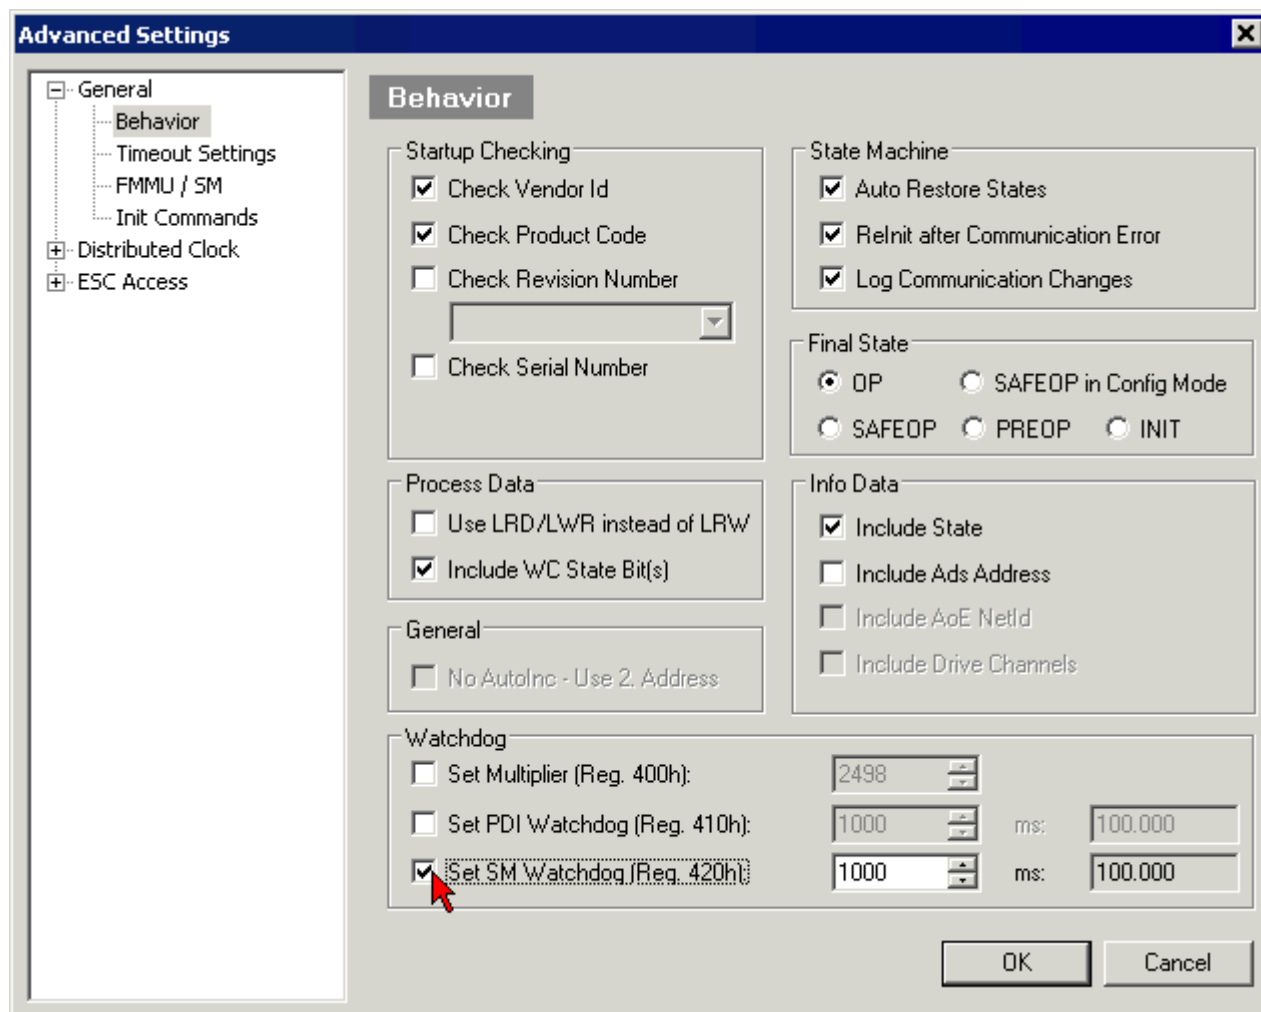 Advanced Settings
General
Behavior
Timeout Settings
FMMU / SM
Init Commands
Distributed Clock
ESC Access
Behavior
Startup Checking
Check Vendor Id
Check Product Code
Check Revision Number
Check Serial Number
State Machine
Auto Restore States
ReInit after Communication Error
Log Communication Changes
Final State
OP SAFEOP in Config Mode
SAFEOP PREOP INIT
Process Data
Use LRD/LWR instead of LRW
Include WC State Bit(s)
Info Data
Include State
Include Ads Address
Include AoE NetId
Include Drive Channels
General
No AutoInc - Use 2. Address
Watchdog
Set Multiplier (Reg. 400h): 2498
Set PDI Watchdog (Reg. 410h): 1000 ms: 100.000
Set SM Watchdog (Reg. 420h): 1000 ms: 100.000
OK Cancel